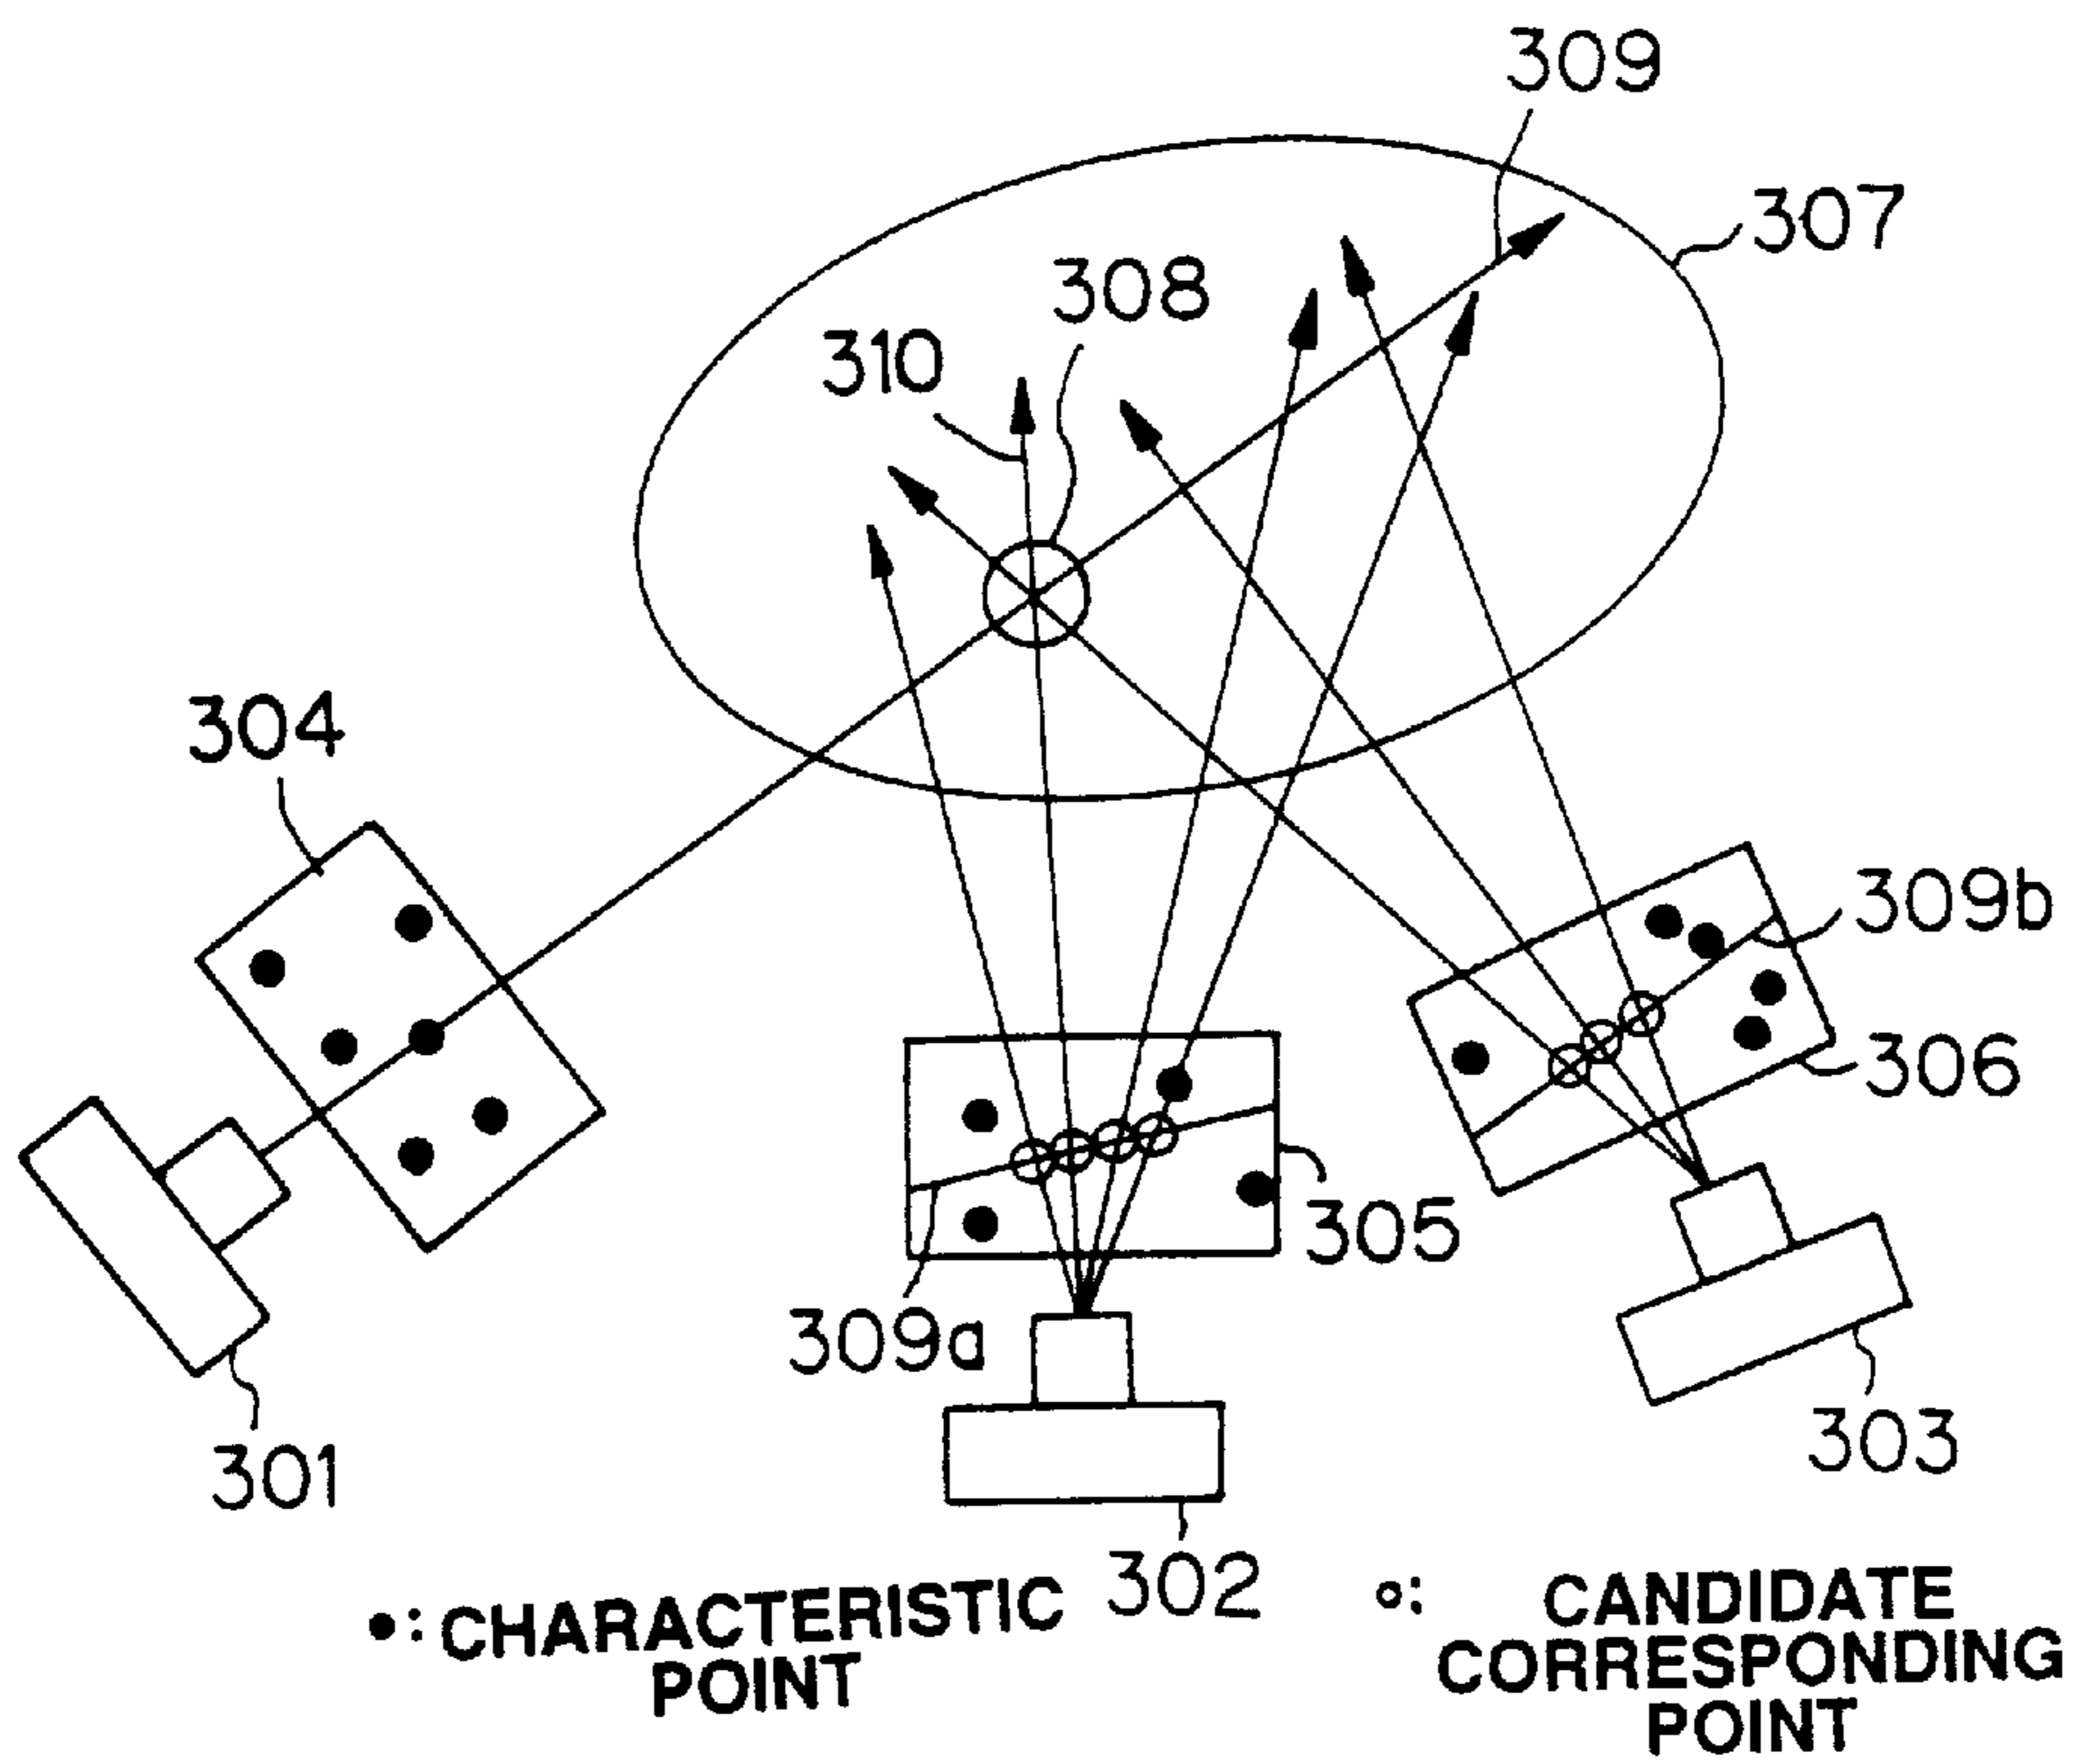 309
307
308
310
304
309b
306
305
309a
303
301
302
●: CHARACTERISTIC
POINT
o: CANDIDATE
CORRESPONDING
POINT